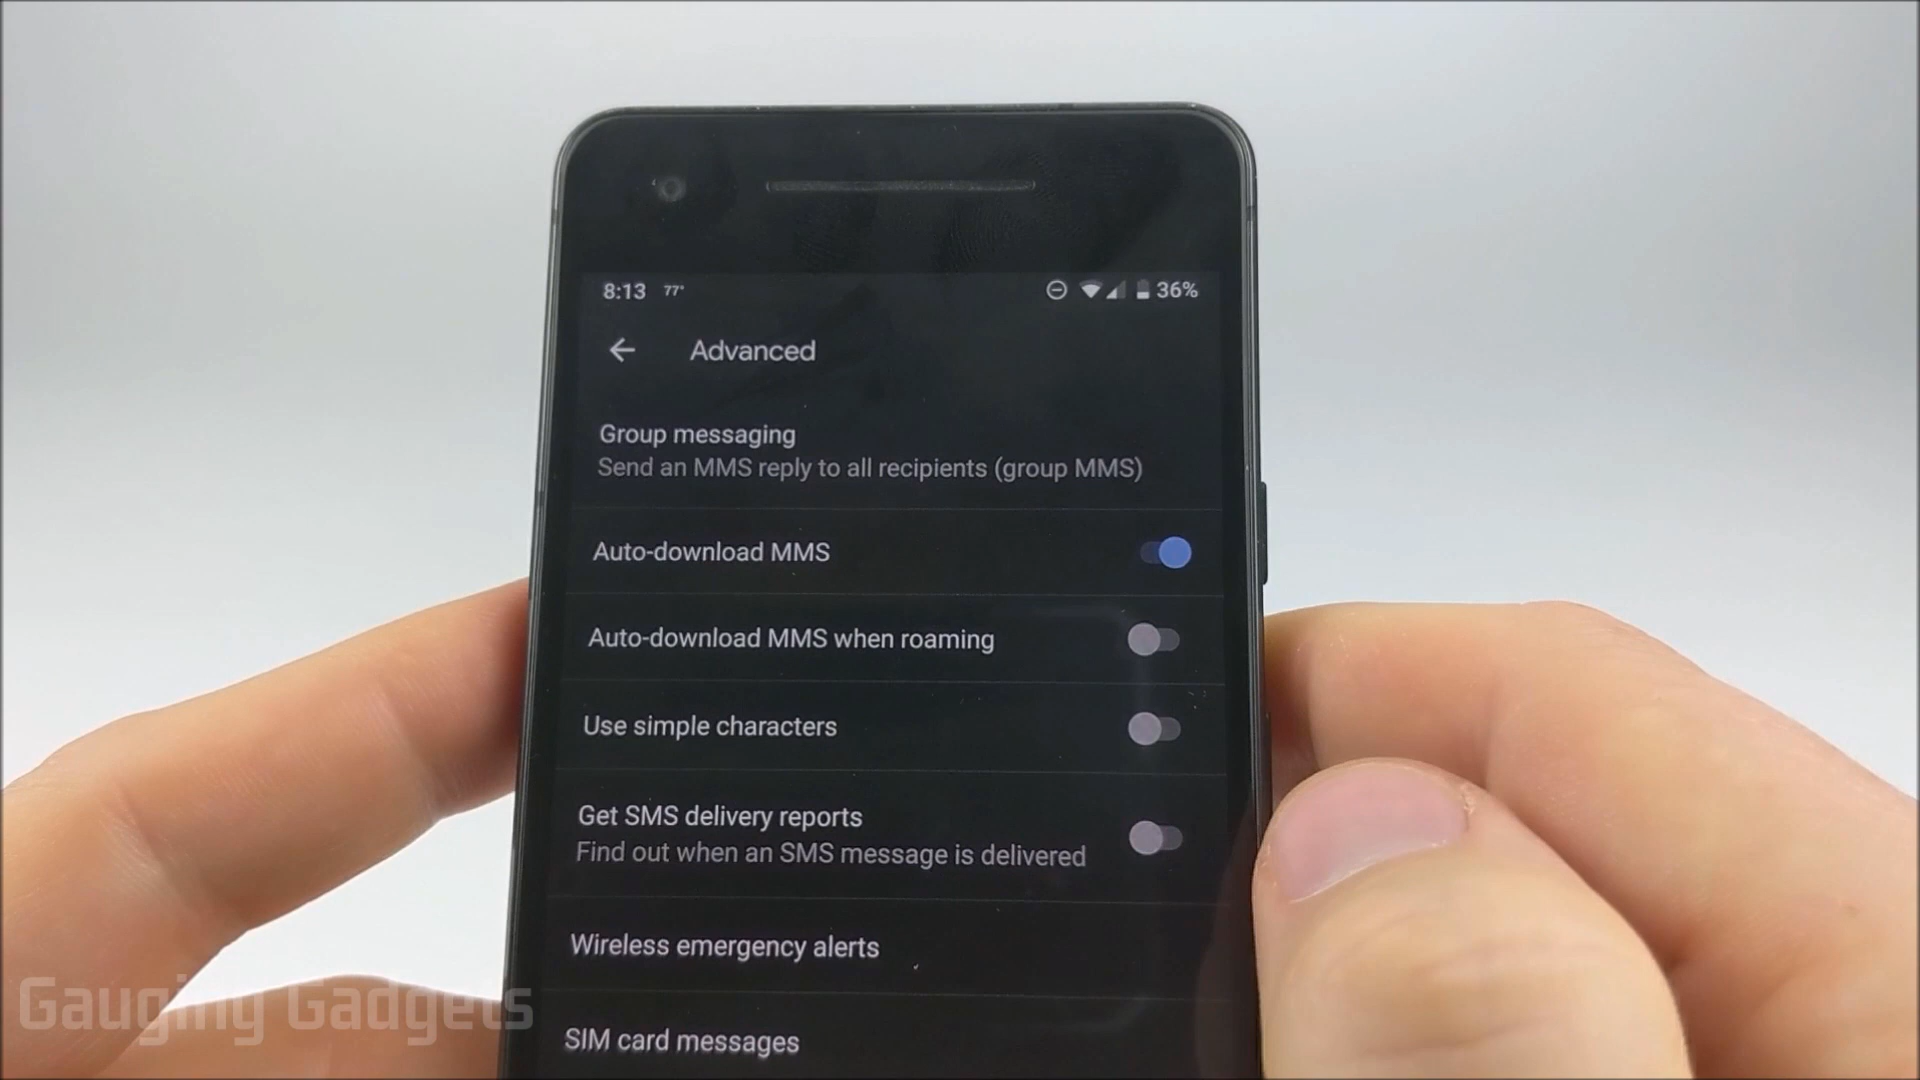 8:13 77° 36%
Advanced
Group messaging
Send an MMS reply to all recipients (group MMS)
Auto-download MMS
Auto-download MMS when roaming
Use simple characters
Get SMS delivery reports
Find out when an SMS message is delivered
Wireless emergency alerts
SIM card messages
Gauging Gadgets